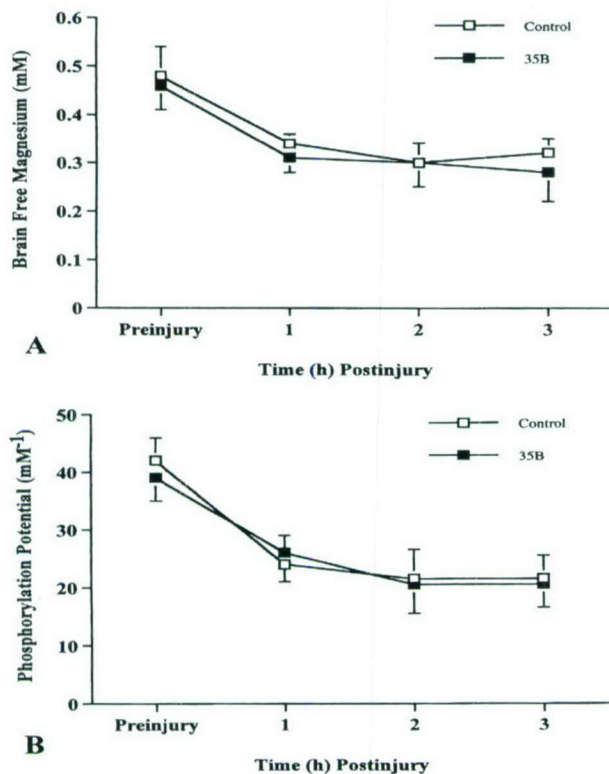 0.6
0.5
0.4
0.3
0.2
0.1
0
Brain Free Magnesium (mM)
Control
35B
Preinjury 1 2 3
A
Time (h) Postinjury
50
40
30
20
10
0
Phosphorylation Potential (mM⁻¹)
Control
35B
Preinjury 1 2 3
B
Time (h) Postinjury